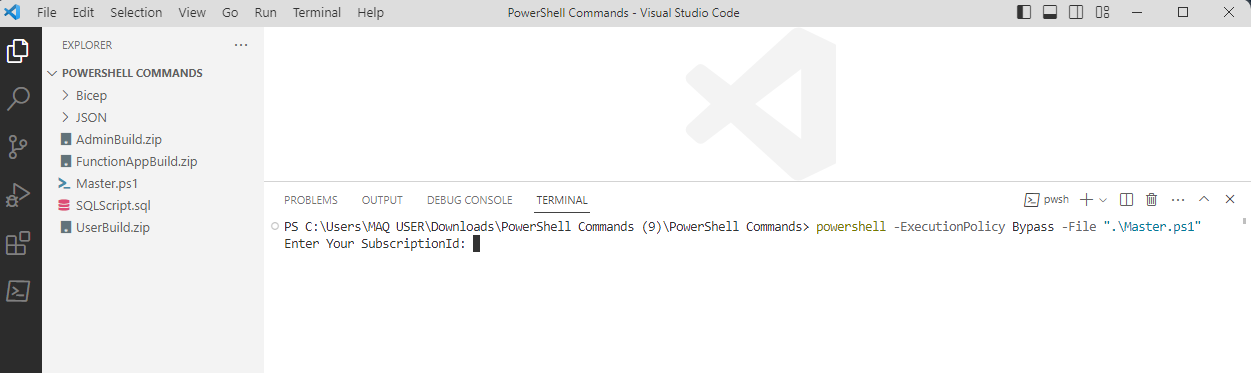 File Edit Selection View Go Run Terminal Help PowerShell Commands - Visual Studio Code
EXPLORER ...
POWERSHELL COMMANDS
Bicep
JSON
AdminBuild.zip
FunctionAppBuild.zip
Master.ps1
SQLScript.sql
UserBuild.zip
PROBLEMS OUTPUT DEBUG CONSOLE TERMINAL pwsh ...
PS C:\Users\MAQ USER\Downloads\PowerShell Commands (9)\PowerShell Commands> powershell -ExecutionPolicy Bypass -File ".\Master.ps1"
Enter Your SubscriptionId: